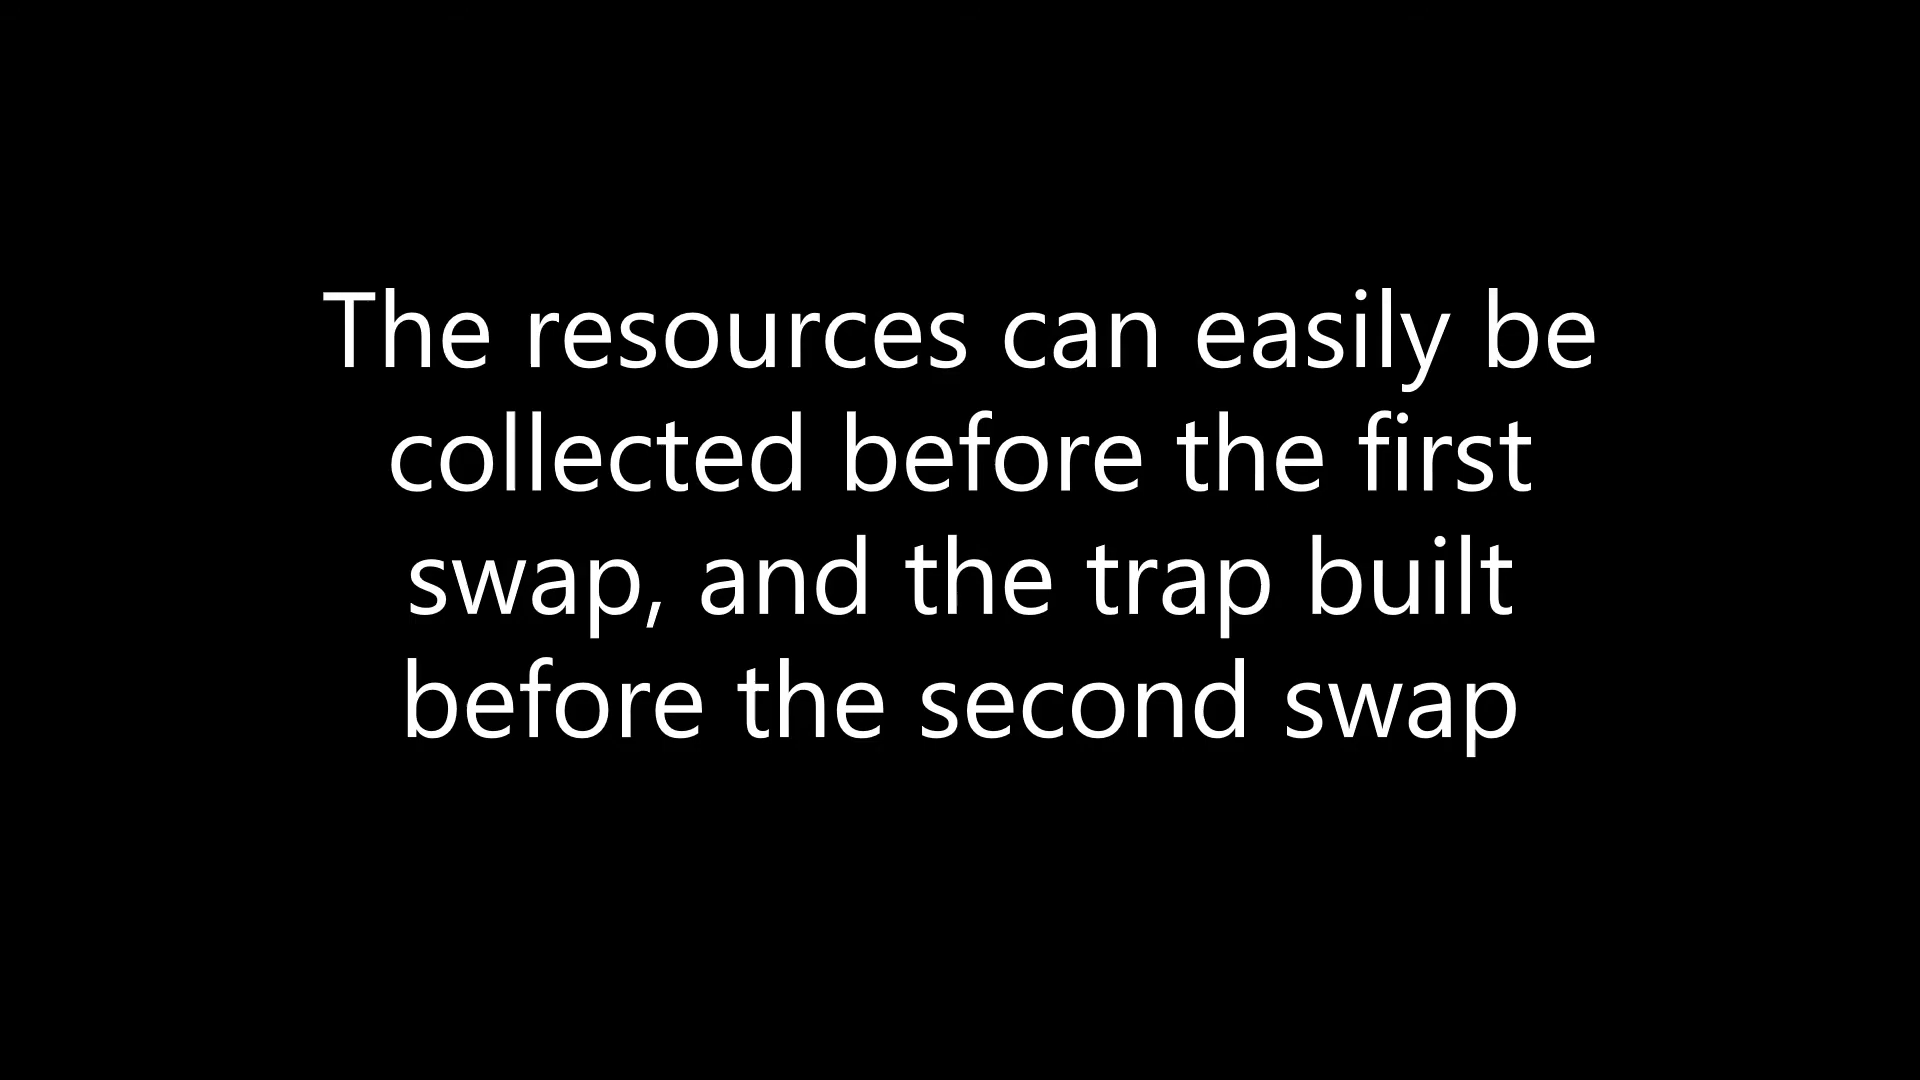 The resources can easily be
collected before the first
swap, and the trap built
before the second swap